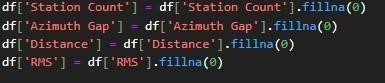 df['Station Count'] = df['Station Count'].fillna(0)
df['Azimuth Gap'] = df['Azimuth Gap'].fillna(0)
df['Distance'] = df['Distance'].fillna(0)
df['RMS'] = df['RMS'].fillna(0)